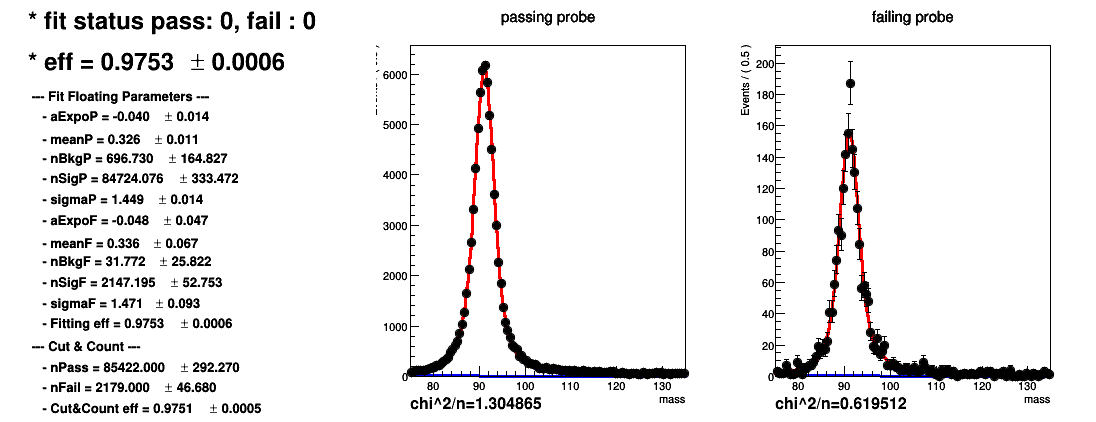 * fit status pass: 0, fail : 0
* eff = 0.9753 ± 0.0006
--- Fit Floating Parameters ---
- aExpoP = -0.040 ± 0.014
- meanP = 0.326 ± 0.011
- nBkgP = 696.730 ± 164.827
- nSigP = 84724.076 ± 333.472
- sigmaP = 1.449 ± 0.014
- aExpoF = -0.048 ± 0.047
- meanF = 0.336 ± 0.067
- nBkgF = 31.772 ± 25.822
- nSigF = 2147.195 ± 52.753
- sigmaF = 1.471 ± 0.093
- Fitting eff = 0.9753 ± 0.0006
--- Cut & Count ---
- nPass = 85422.000 ± 292.270
- nFail = 2179.000 ± 46.680
- Cut&Count eff = 0.9751 ± 0.0005
passing probe
6000
5000
4000
3000
2000
1000
0
80 90 100 110 120 130
mass
chi^2/n=1.304865
failing probe
Events / ( 0.5 )
200
180
160
140
120
100
80
60
40
20
0
80 90 100 110 120 130
mass
chi^2/n=0.619512